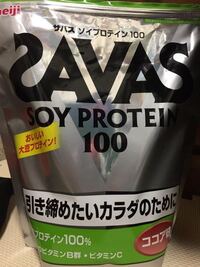 meiji
ザバス ソイプロテイン100
SAVAS
SOY PROTEIN
100
おいしい
大豆プロテイン!
引き締めたいカラダのために
プロテイン100%
ココア味
ビタミンB群・ビタミンC